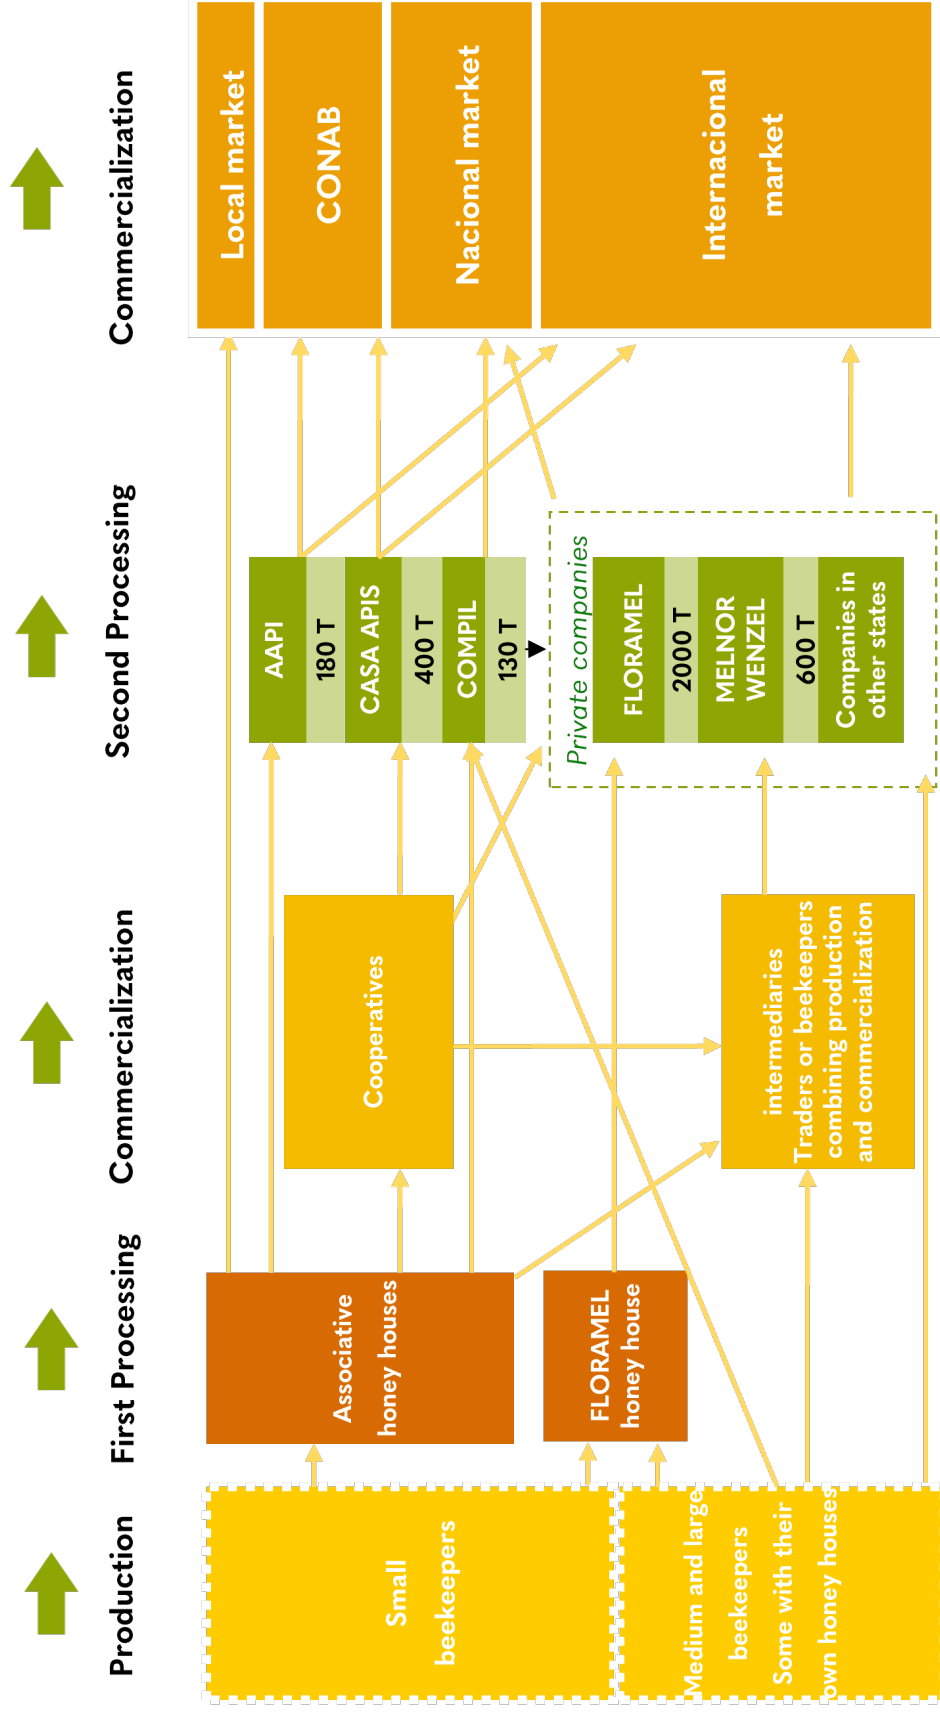 Production
First Processing
Commercialization
Second Processing
Commercialization
Small
beekeepers
Medium and large
beekeepers
Some with their
own honey houses
Associative
honey houses
FLORAMEL
honey house
Cooperatives
intermediaries
Traders or beekeepers
combining production
and commercialization
AAPI
180 T
CASA APIS
400 T
COMPIL
130 T
Private companies
FLORAMEL
2000 T
MELNOR
WENZEL
600 T
Companies in
other states
Local market
CONAB
Nacional market
Internacional
market